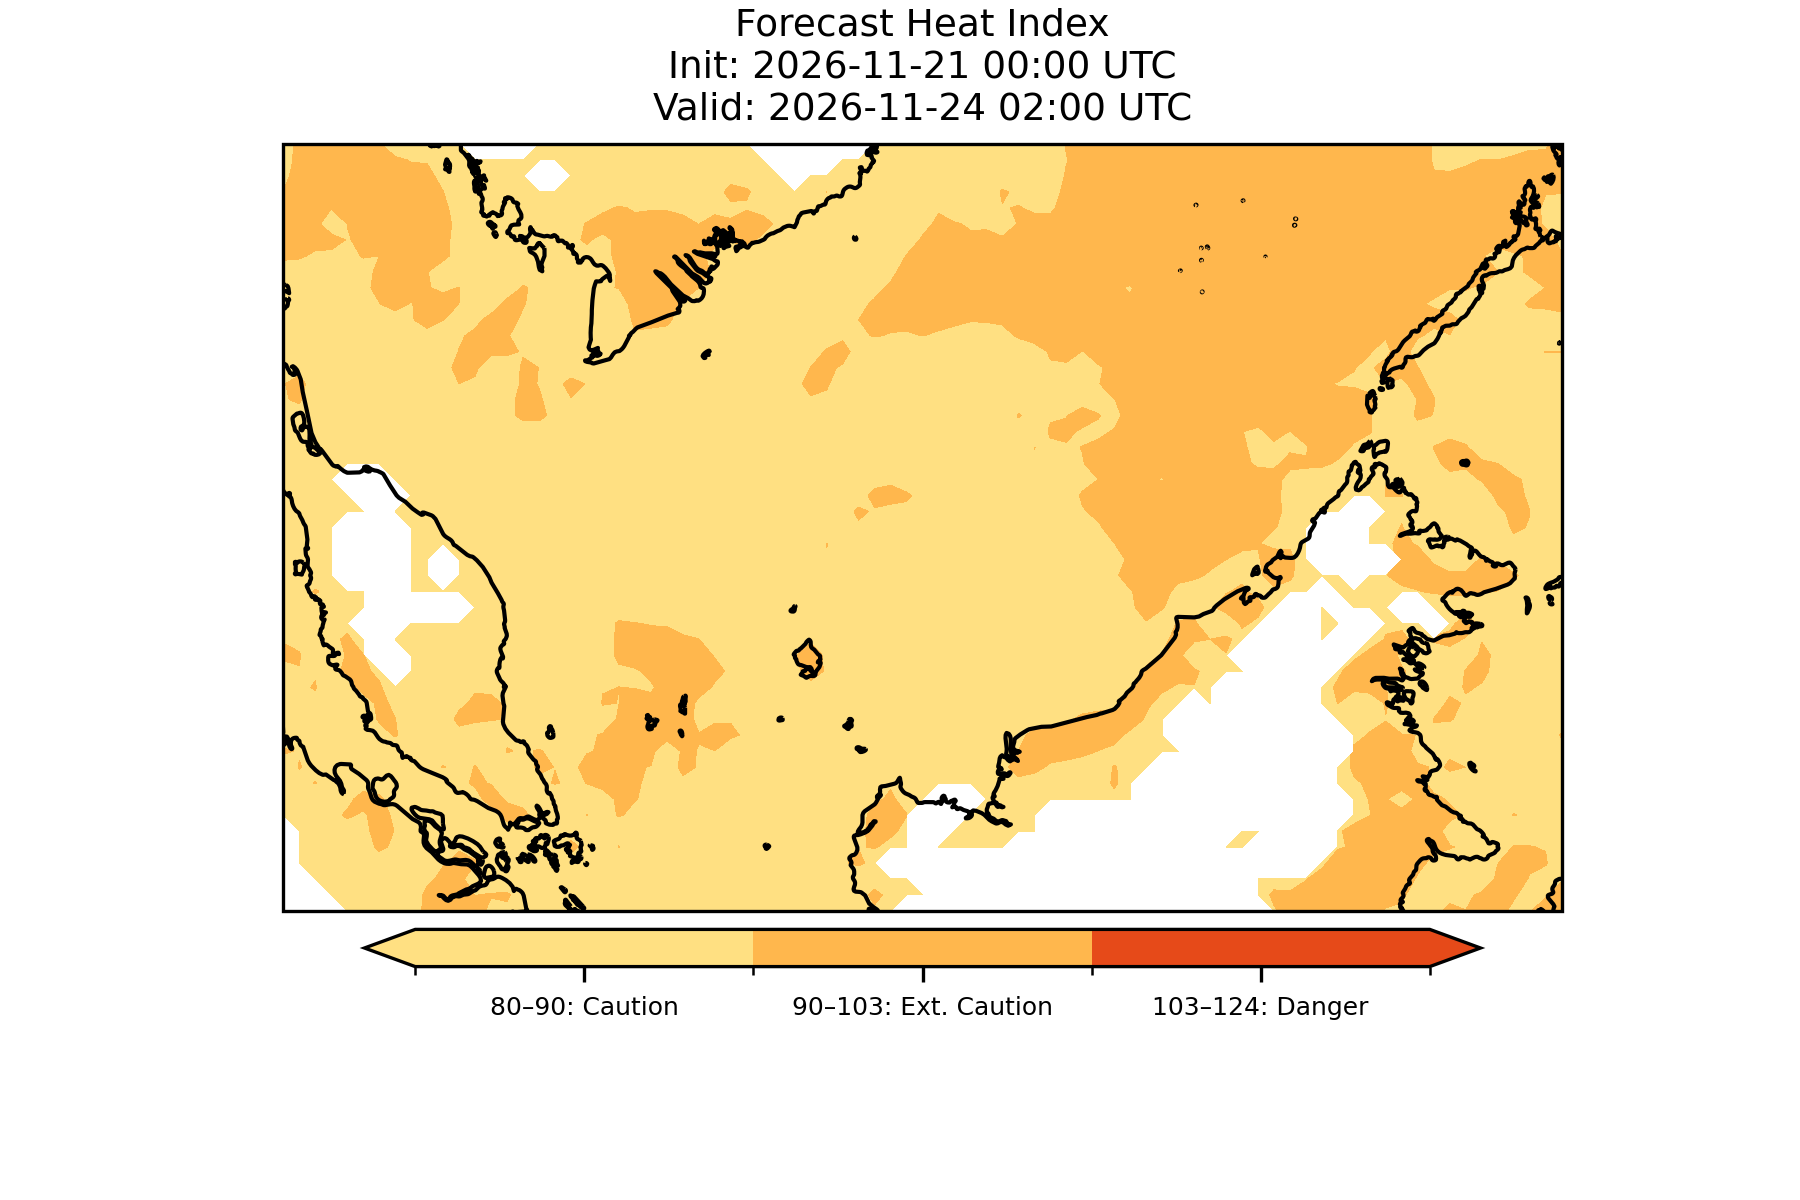 Forecast Heat Index
Init: 2026-11-21 00:00 UTC
Valid: 2026-11-24 02:00 UTC
80–90: Caution
90–103: Ext. Caution
103–124: Danger